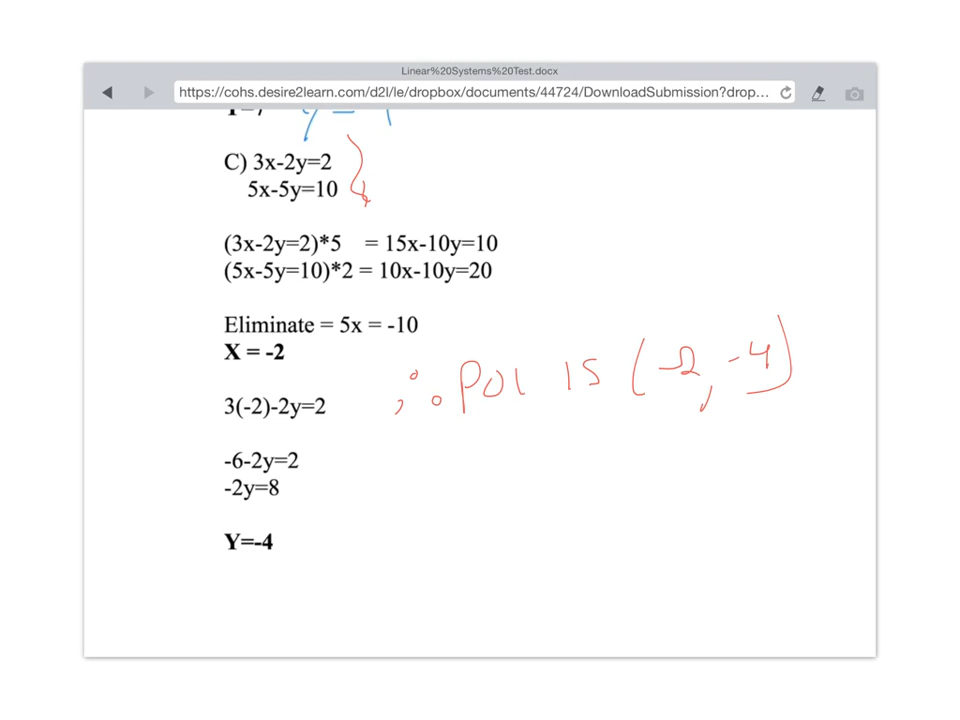 Linear%20Systems%20Test.docx
https://cohs.desire2learn.com/d2l/le/dropbox/documents/44724/DownloadSubmission?drop...
C) 3x-2y=2
5x-5y=10
(3x-2y=2)*5 = 15x-10y=10
(5x-5y=10)*2 = 10x-10y=20
Eliminate = 5x = -10
X = -2
∴ POI IS (-2, -4)
3(-2)-2y=2
-6-2y=2
-2y=8
Y=-4